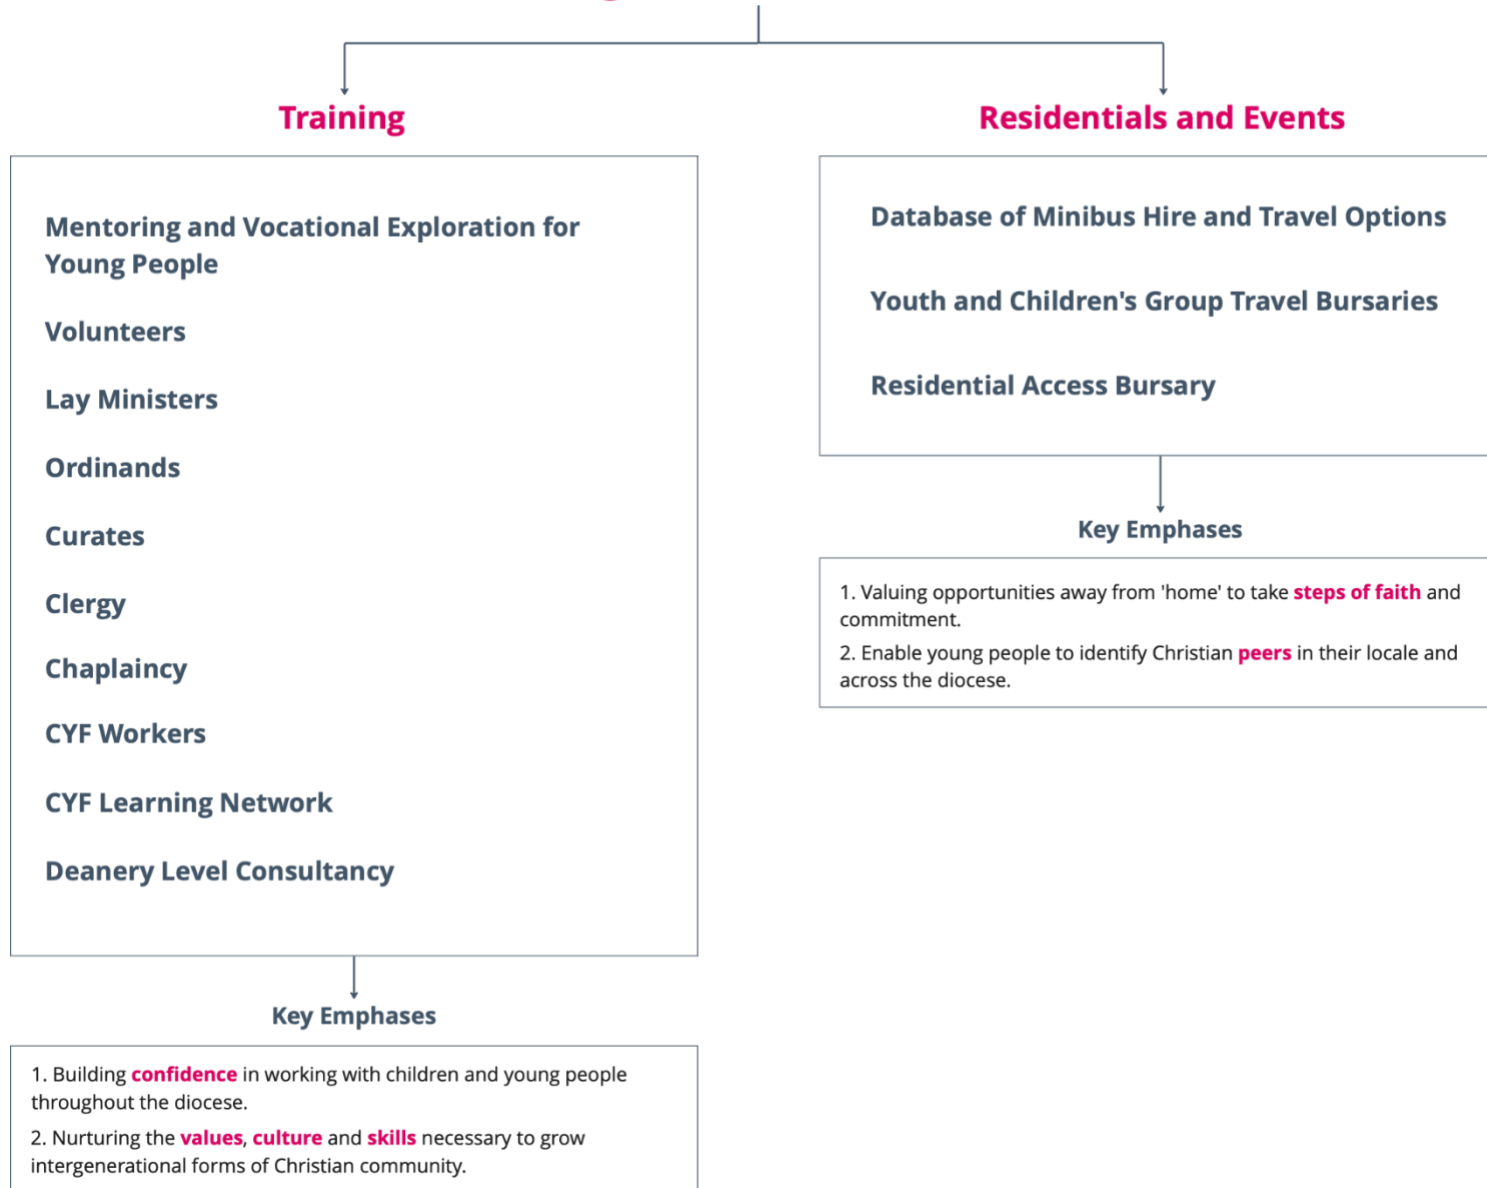 Training
Mentoring and Vocational Exploration for
Young People
Volunteers
Lay Ministers
Ordinands
Curates
Clergy
Chaplaincy
CYF Workers
CYF Learning Network
Deanery Level Consultancy
Key Emphases
1. Building confidence in working with children and young people
throughout the diocese.
2. Nurturing the values, culture and skills necessary to grow
intergenerational forms of Christian community.
Residentials and Events
Database of Minibus Hire and Travel Options
Youth and Children's Group Travel Bursaries
Residential Access Bursary
Key Emphases
1. Valuing opportunities away from 'home' to take steps of faith and
commitment.
2. Enable young people to identify Christian peers in their locale and
across the diocese.